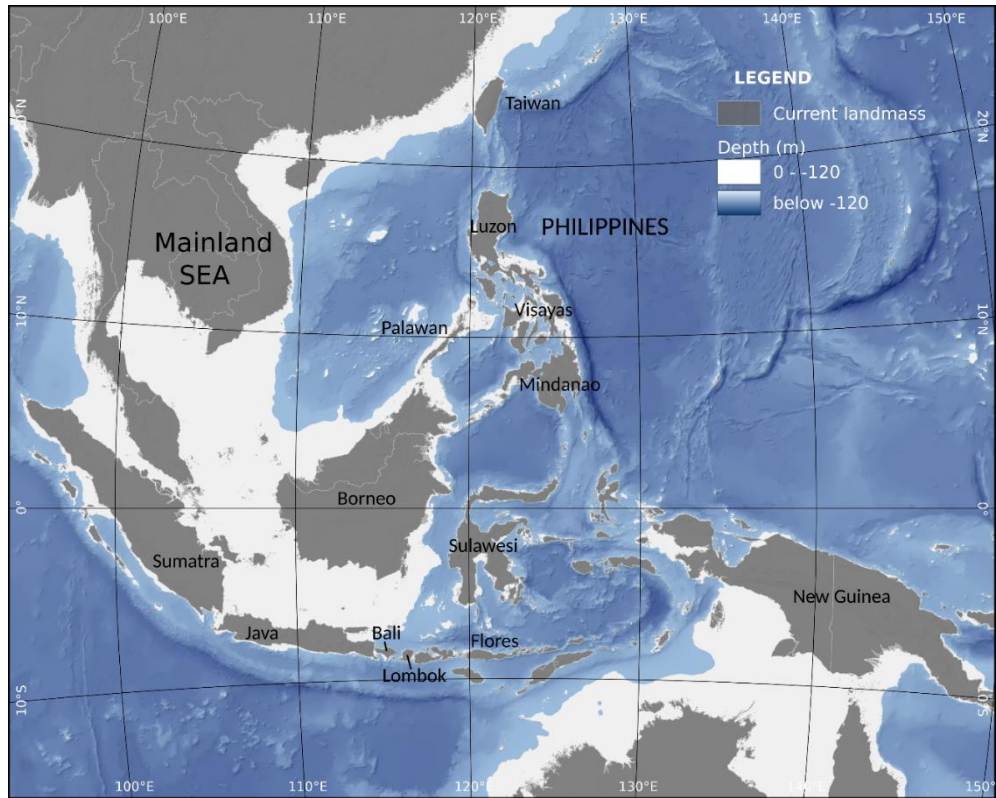 100°E
110°E
120°E
130°E
140°E
150°E
LEGEND
Current landmass
Depth (m)
0 - -120
below -120
Taiwan
20°N
Luzon
PHILIPPINES
Mainland
SEA
Visayas
10°N
10°N
Palawan
Mindanao
Borneo
0°
0°
Sulawesi
Sumatra
New Guinea
Java
Bali
Flores
Lombok
10°S
100°E
110°E
120°E
130°E
140°E
150°